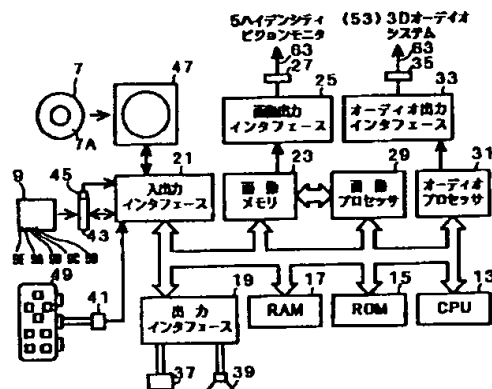 5ハイデンシティ
ビジョンモニタ
(53) 3Dオーディオ
システム
63
27
63
35
7
7A
47
25
33
画像出力
インタフェース
オーディオ出力
インタフェース
21
23
29
31
9
45
入出力
インタフェース
画像
メモリ
画像
プロセッサ
オーディオ
プロセッサ
43
9E 9A 9D 9C 9B
49
41
19
17
15
13
出力
インタフェース
RAM
ROM
CPU
37
39